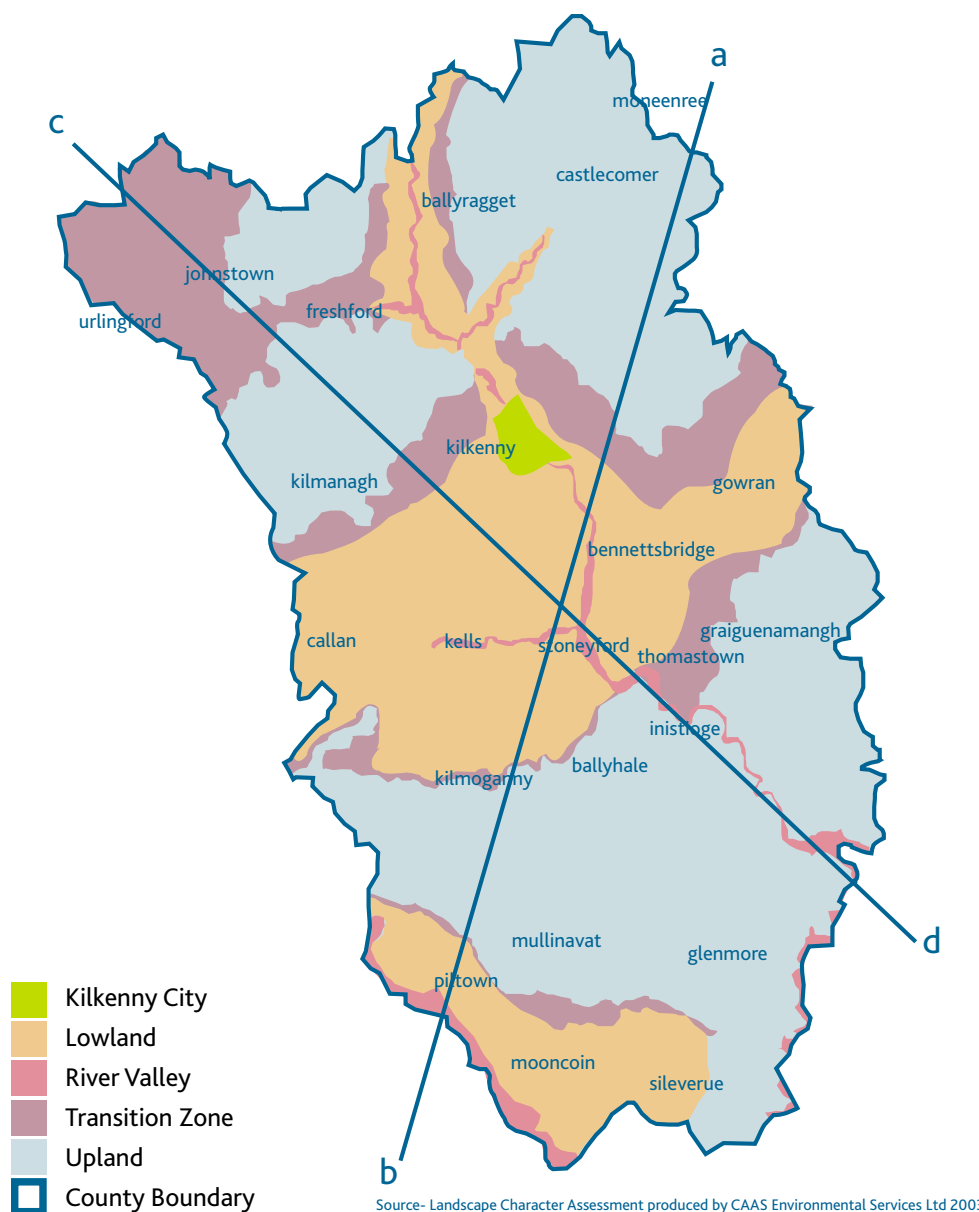 a
moneenree
c
castlecomer
ballyragget
johnstown
freshford
urlingford
kilkenny
kilmanagh
gowran
bennettsbridge
graiguenamangh
callan
kells
stoneyford
thomastown
inistioge
ballyhale
kilmoganny
mullinavat
d
glenmore
piltown
mooncoin
sileverue
b
Kilkenny City
Lowland
River Valley
Transition Zone
Upland
County Boundary
Source- Landscape Character Assessment produced by CAAS Environmental Services Ltd 2003